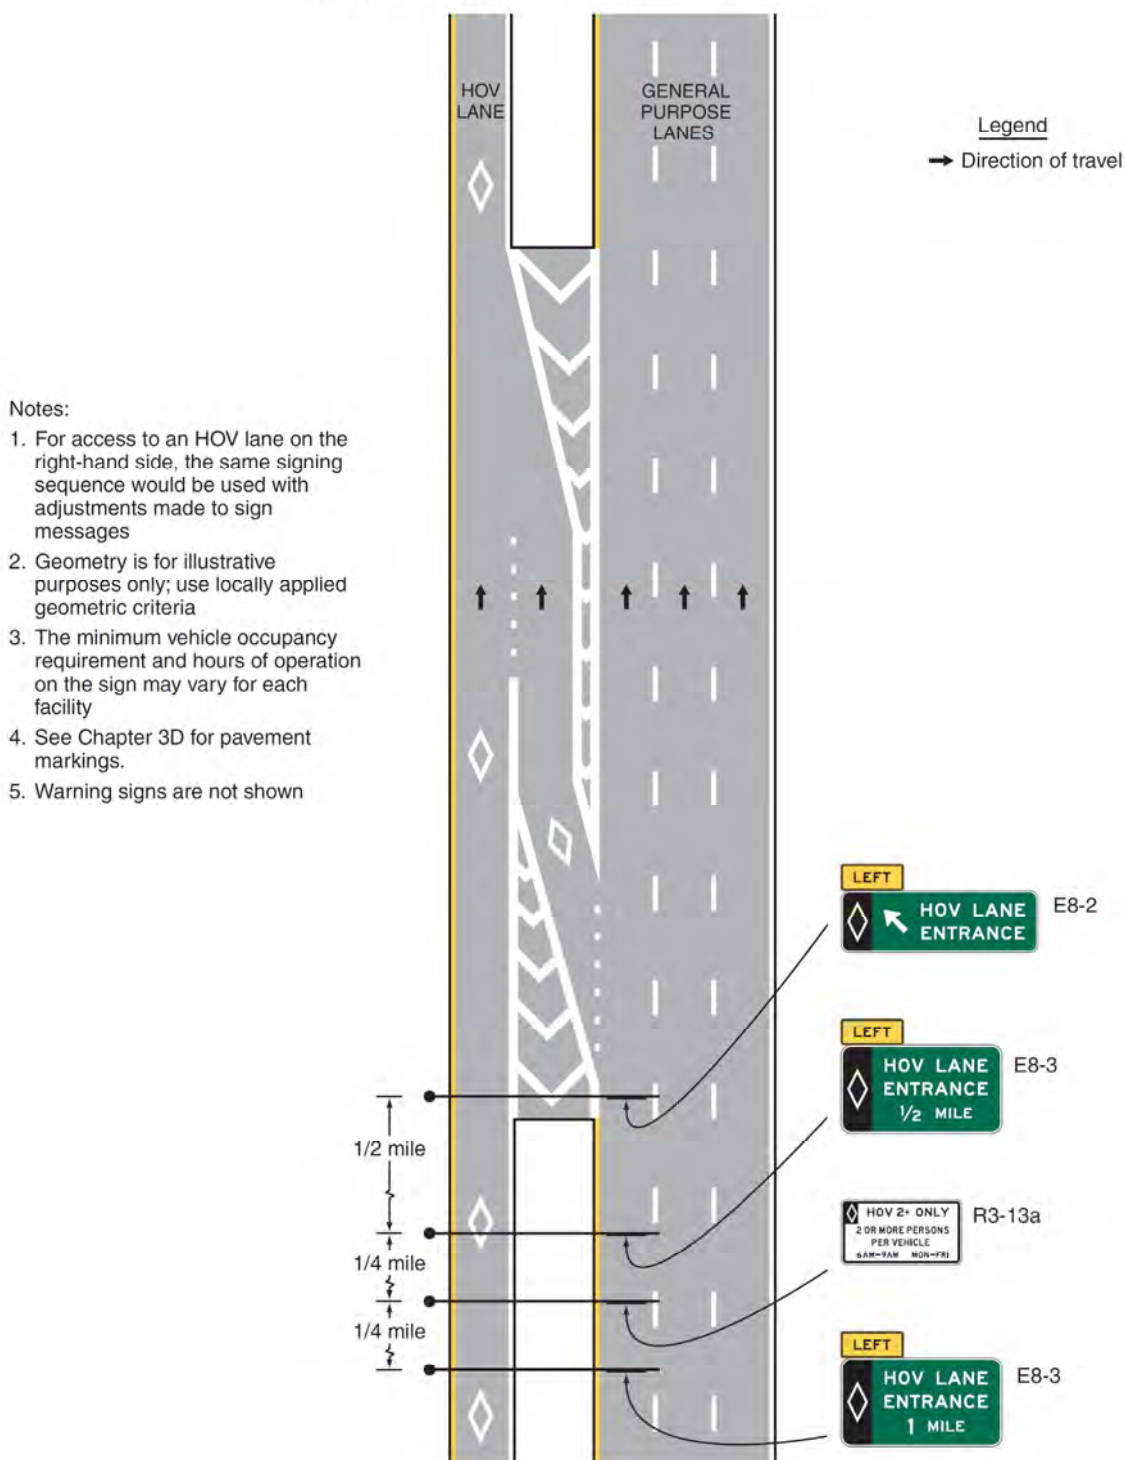 HOV
LANE
GENERAL
PURPOSE
LANES
Legend
Direction of travel
Notes:
1. For access to an HOV lane on the
right-hand side, the same signing
sequence would be used with
adjustments made to sign
messages
2. Geometry is for illustrative
purposes only; use locally applied
geometric criteria
3. The minimum vehicle occupancy
requirement and hours of operation
on the sign may vary for each
facility
4. See Chapter 3D for pavement
markings.
5. Warning signs are not shown
LEFT
HOV LANE
ENTRANCE
E8-2
LEFT
HOV LANE
ENTRANCE
1/2 MILE
E8-3
HOV 2+ ONLY
2 OR MORE PERSONS
PER VEHICLE
6AM-9AM MON-FRI
R3-13a
LEFT
HOV LANE
ENTRANCE
1 MILE
E8-3
1/2 mile
1/4 mile
1/4 mile